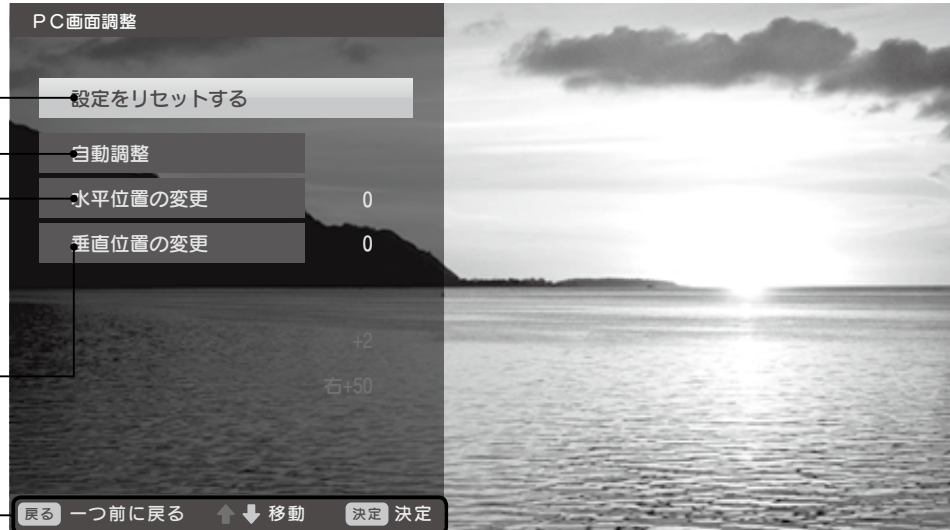 PC画面調整
設定をリセットする
自動調整
水平位置の変更 0
垂直位置の変更 0
+2
右+50
戻る 一つ前に戻る 移動 決定 決定